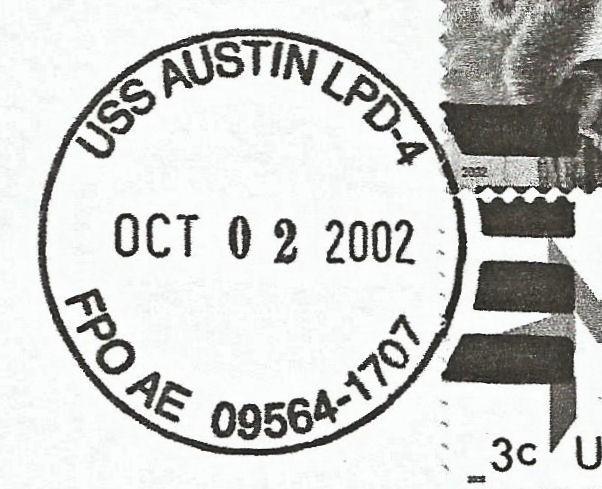 USS AUSTIN LPD-4
OCT 02 2002
FPO AE 09564-1707
2002
3c U